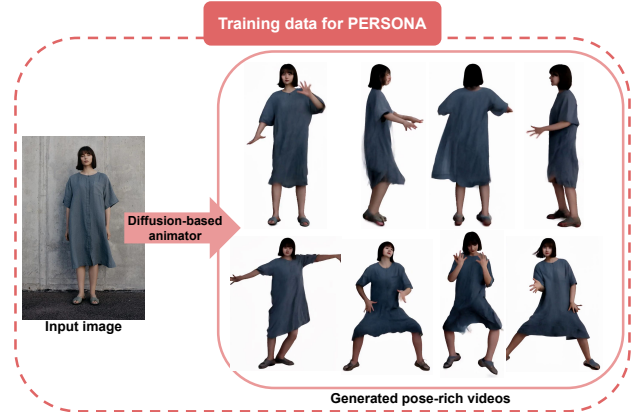 Training data for PERSONA
Diffusion-based
animator
Input image
Generated pose-rich videos